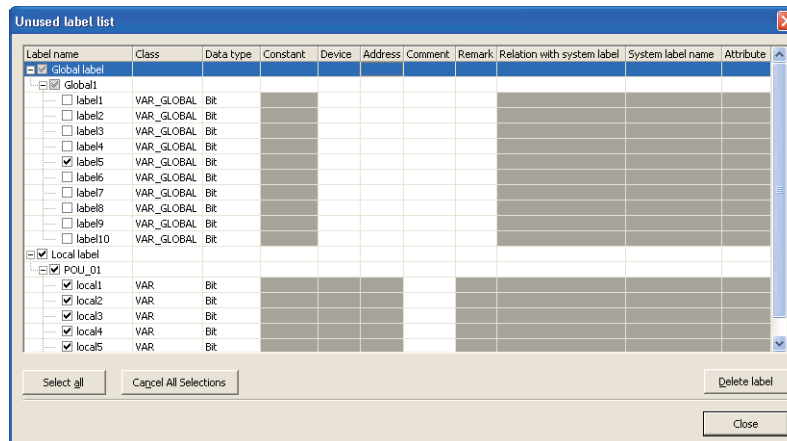 Unused label list
Label name Class Data type Constant Device Address Comment Remark Relation with system label System label name Attribute
Global label
Global1
label1 VAR_GLOBAL Bit
label2 VAR_GLOBAL Bit
label3 VAR_GLOBAL Bit
label4 VAR_GLOBAL Bit
label5 VAR_GLOBAL Bit
label6 VAR_GLOBAL Bit
label7 VAR_GLOBAL Bit
label8 VAR_GLOBAL Bit
label9 VAR_GLOBAL Bit
label10 VAR_GLOBAL Bit
Local label
POU_01
local1 VAR Bit
local2 VAR Bit
local3 VAR Bit
local4 VAR Bit
local5 VAR Bit
Select all Cancel All Selections Delete label
Close